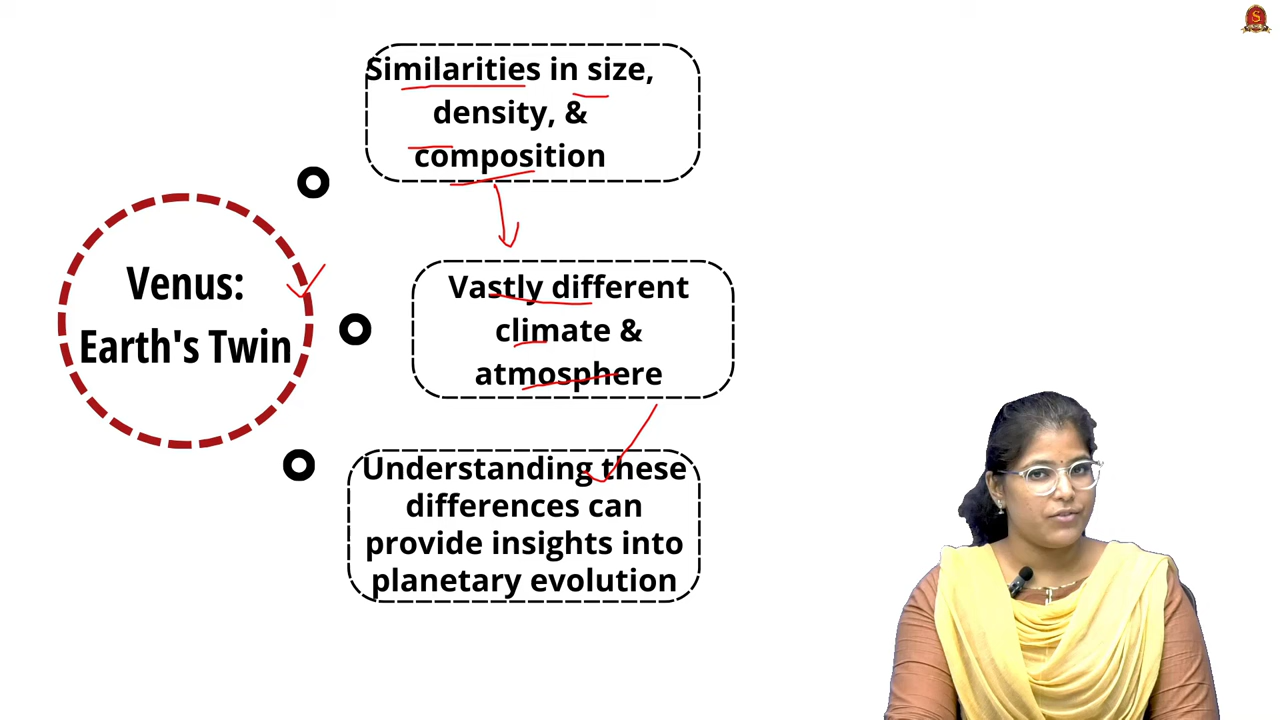 Similarities in size,
density, &
composition
Venus:
Earth's Twin
Vastly different
climate &
atmosphere
Understanding these
differences can
provide insights into
planetary evolution
S